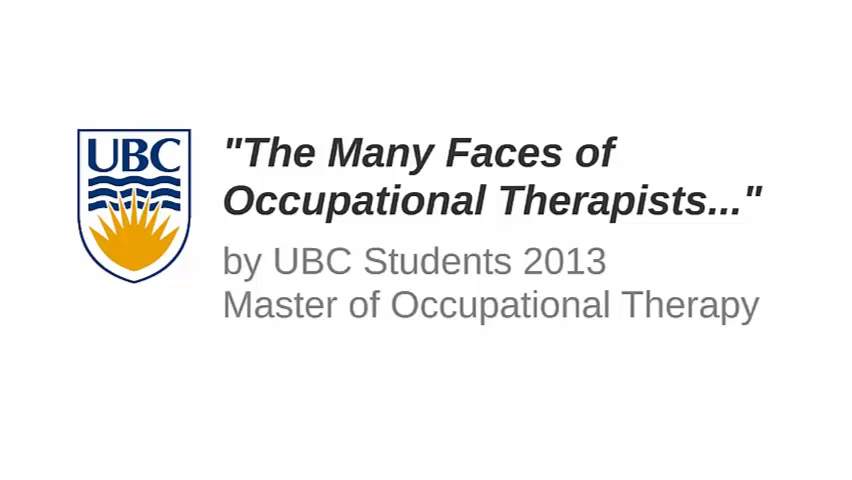 UBC
"The Many Faces of
Occupational Therapists..."
by UBC Students 2013
Master of Occupational Therapy